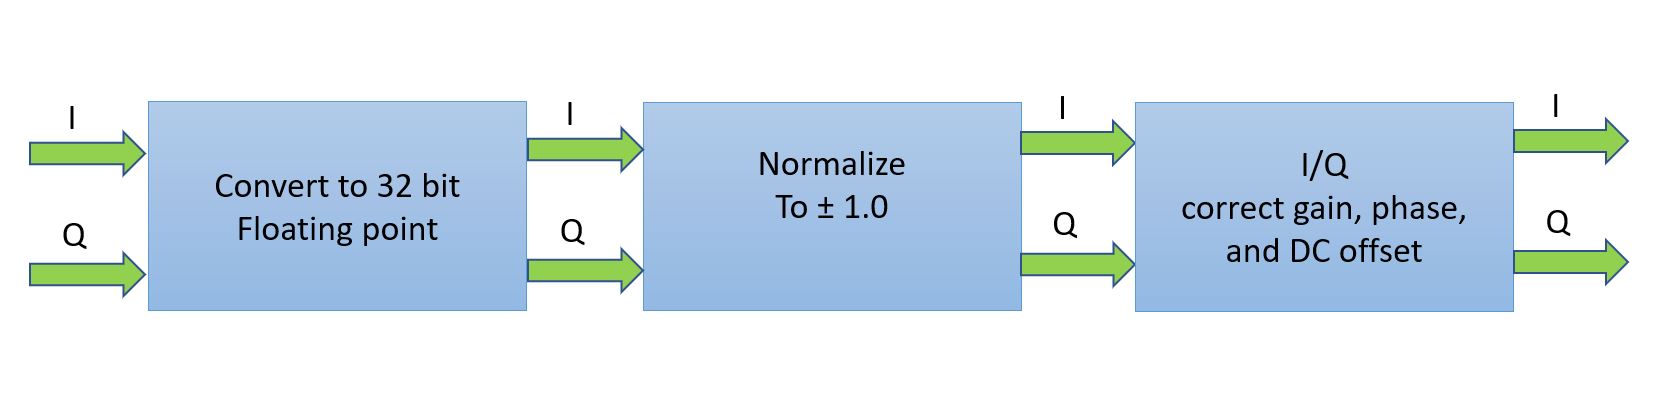 I
Q
Convert to 32 bit
Floating point
I
Q
Normalize
To ± 1.0
I
Q
I/Q
correct gain, phase,
and DC offset
I
Q